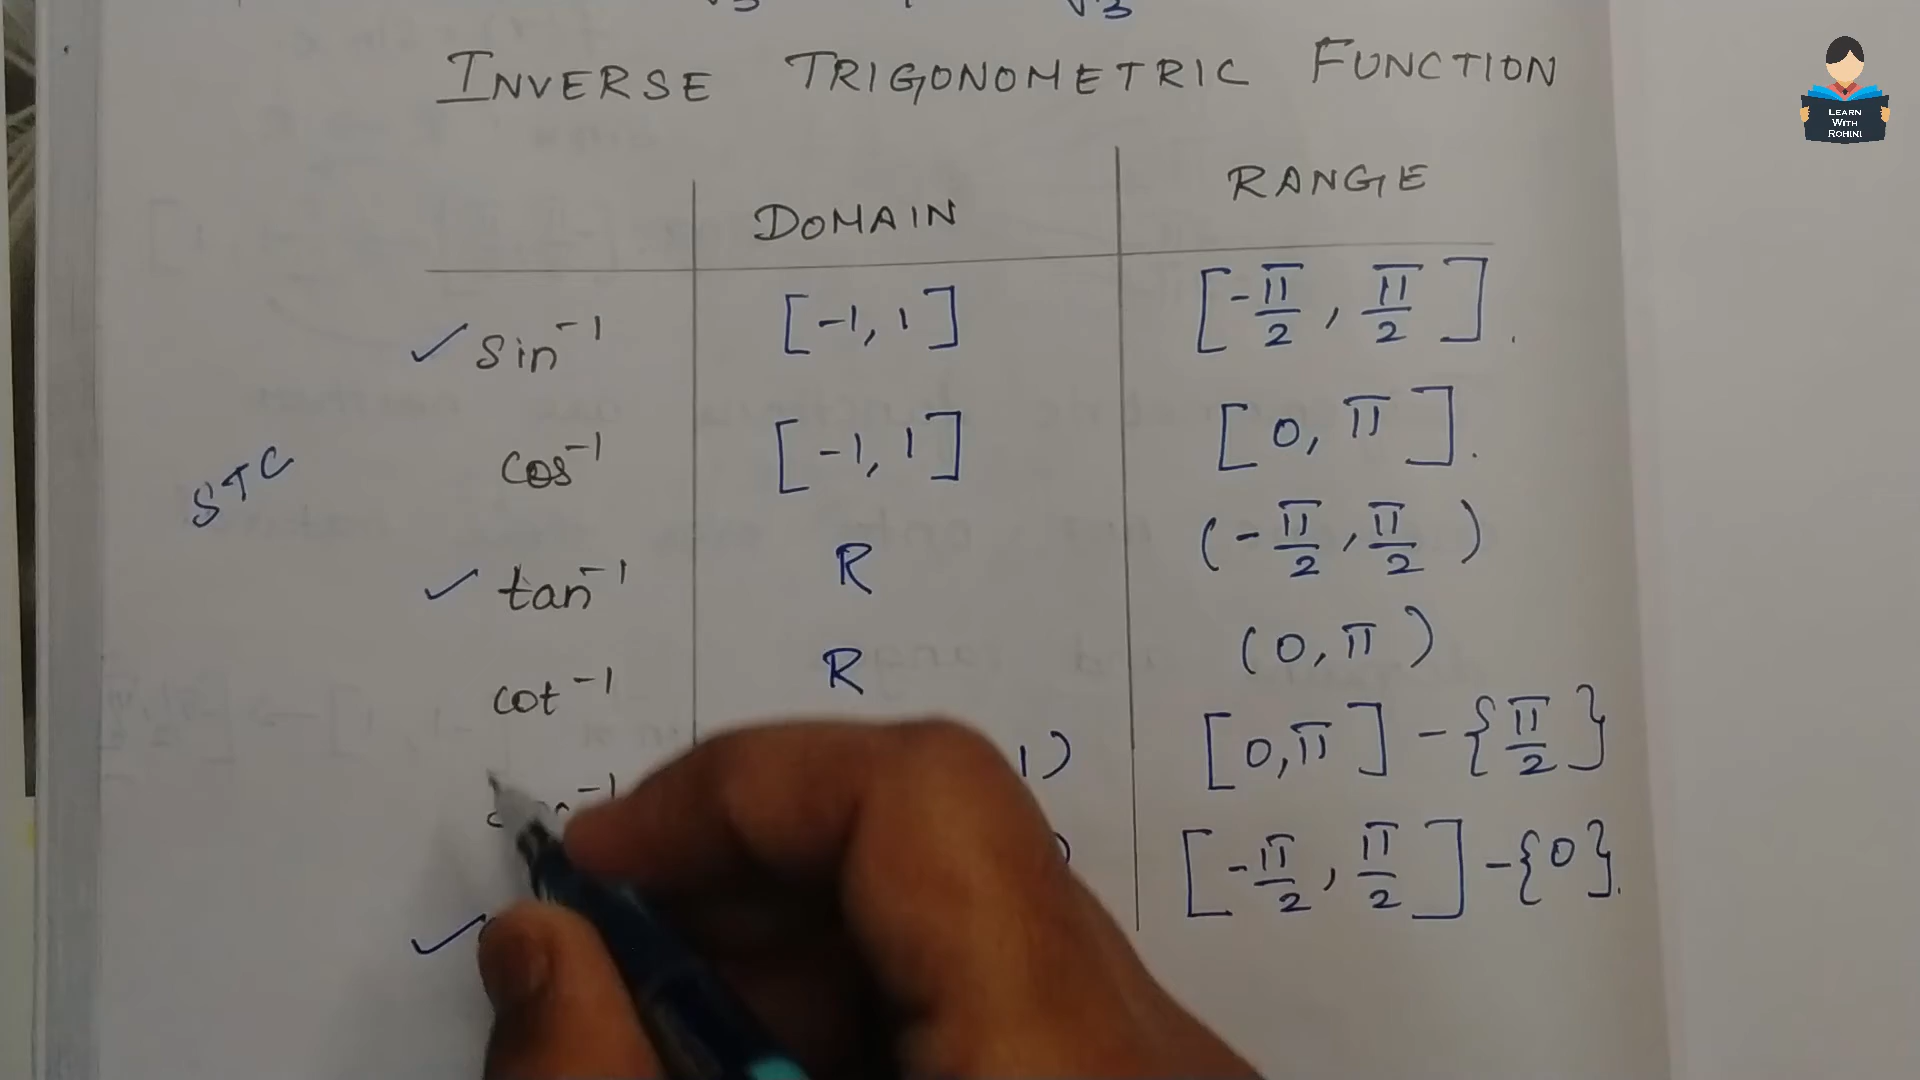 INVERSE TRIGONOMETRIC FUNCTION
LEARN
WITH
ROHINI
DOMAIN RANGE
✓ sin⁻¹ [-1, 1] [-π/2, π/2].
cos⁻¹ [-1, 1] [0, π].
STC
✓ tan⁻¹ R (-π/2, π/2)
cot⁻¹ R (0, π)
1) [0, π] - {π/2}
✓ ) [-π/2, π/2] - {0}.